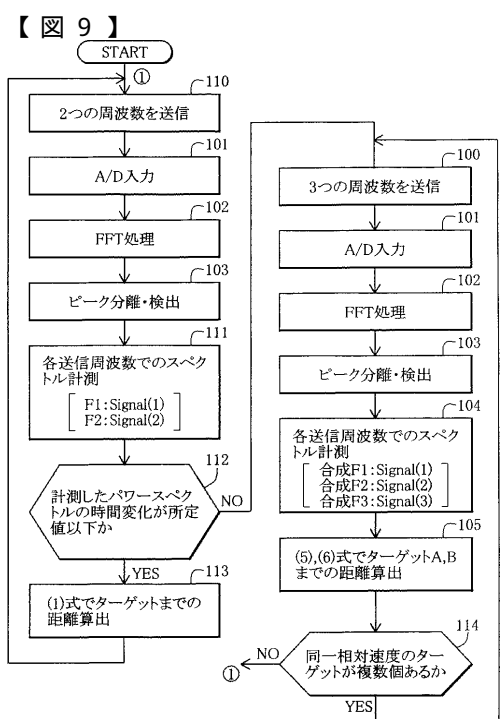 【図９】
START
①
110
2つの周波数を送信
101
A/D入力
102
FFT処理
103
ピーク分離・検出
111
各送信周波数でのスペク
トル計測
F1:Signal(1)
F2:Signal(2)
112
計測したパワースペク
トルの時間変化が所定
値以下か
NO
YES
113
(1)式でターゲットまでの
距離算出
100
3つの周波数を送信
101
A/D入力
102
FFT処理
103
ピーク分離・検出
104
各送信周波数でのスペク
トル計測
合成F1:Signal(1)
合成F2:Signal(2)
合成F3:Signal(3)
105
(5),(6)式でターゲットA,B
までの距離算出
114
同一相対速度のター
ゲットが複数個あるか
NO
①
YES